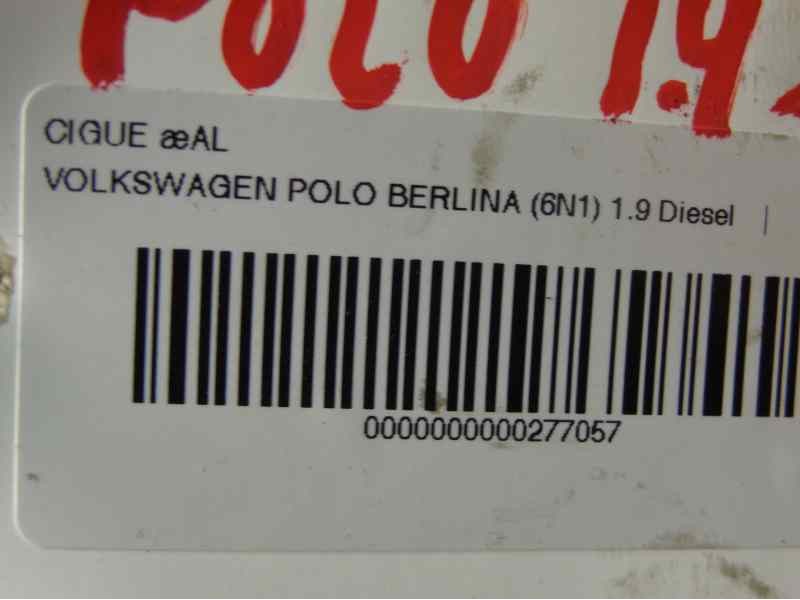 POLO 1.9
CIGUE æAL
VOLKSWAGEN POLO BERLINA (6N1) 1.9 Diesel |
0000000000277057